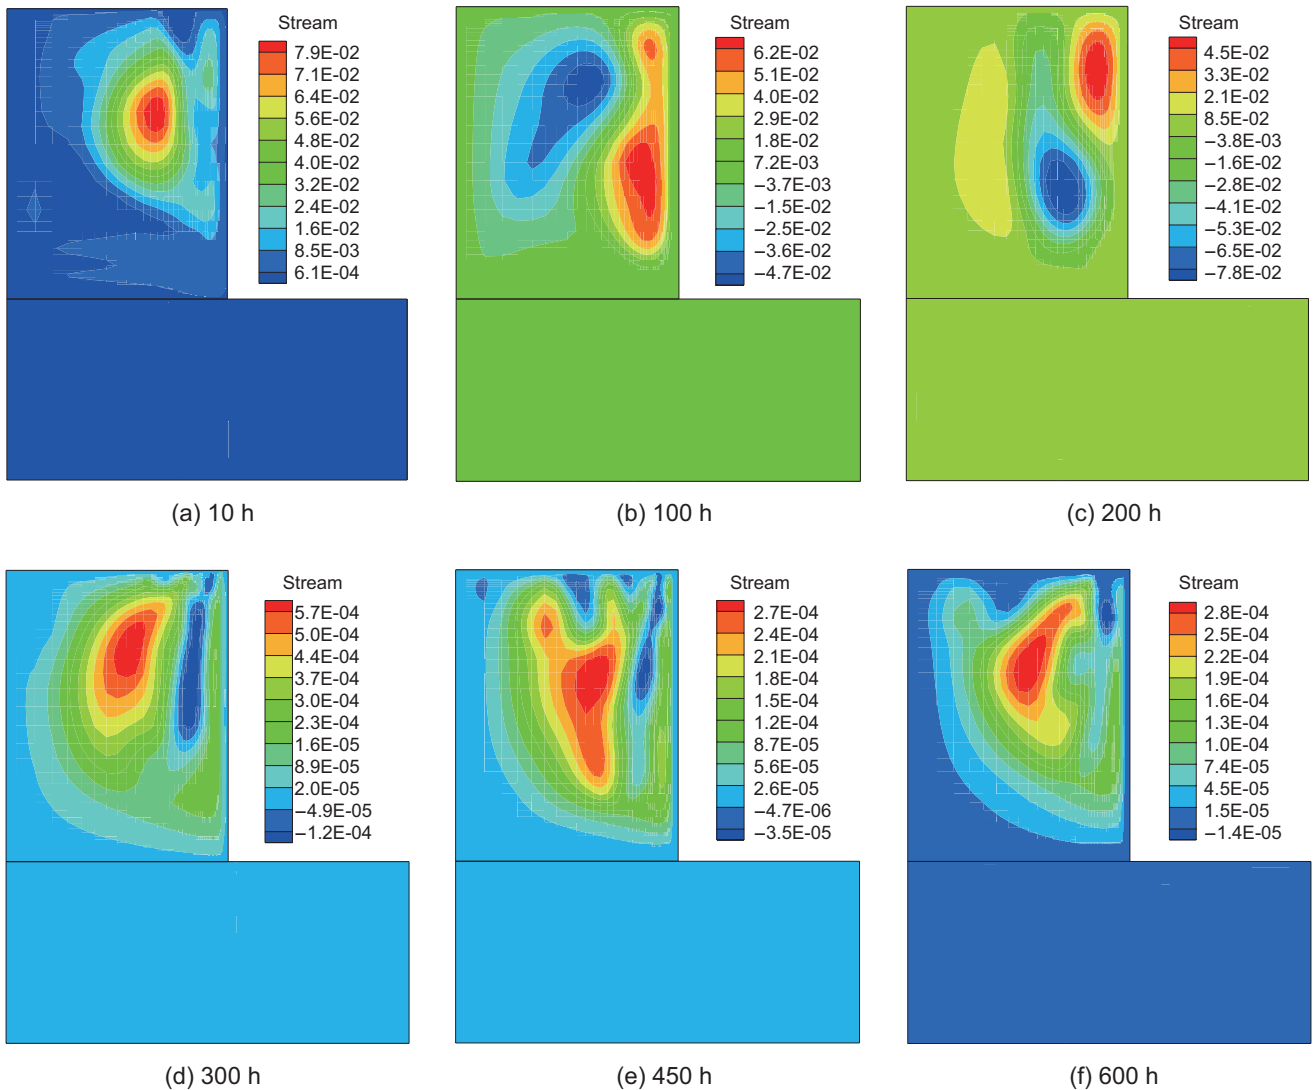 Stream
7.9E-02
7.1E-02
6.4E-02
5.6E-02
4.8E-02
4.0E-02
3.2E-02
2.4E-02
1.6E-02
8.5E-03
6.1E-04
(a) 10 h
Stream
6.2E-02
5.1E-02
4.0E-02
2.9E-02
1.8E-02
7.2E-03
−3.7E-03
−1.5E-02
−2.5E-02
−3.6E-02
−4.7E-02
(b) 100 h
Stream
4.5E-02
3.3E-02
2.1E-02
8.5E-02
−3.8E-03
−1.6E-02
−2.8E-02
−4.1E-02
−5.3E-02
−6.5E-02
−7.8E-02
(c) 200 h
Stream
5.7E-04
5.0E-04
4.4E-04
3.7E-04
3.0E-04
2.3E-04
1.6E-05
8.9E-05
2.0E-05
−4.9E-05
−1.2E-04
(d) 300 h
Stream
2.7E-04
2.4E-04
2.1E-04
1.8E-04
1.5E-04
1.2E-04
8.7E-05
5.6E-05
2.6E-05
−4.7E-06
−3.5E-05
(e) 450 h
Stream
2.8E-04
2.5E-04
2.2E-04
1.9E-04
1.6E-04
1.3E-04
1.0E-04
7.4E-05
4.5E-05
1.5E-05
−1.4E-05
(f) 600 h